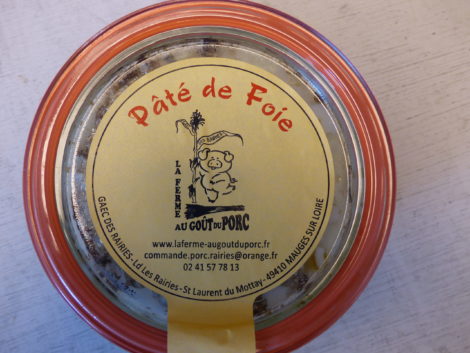 Pâté de Foie
LA FERME
AU GOÛT DU PORC
www.laferme-augoutduporc.fr
commande.porc.rairies@orange.fr
02 41 57 78 13
GAEC DES RAIRIES - Ld Les Rairies - St Laurent du Mottay - 49410 MAUGES SUR LOIRE